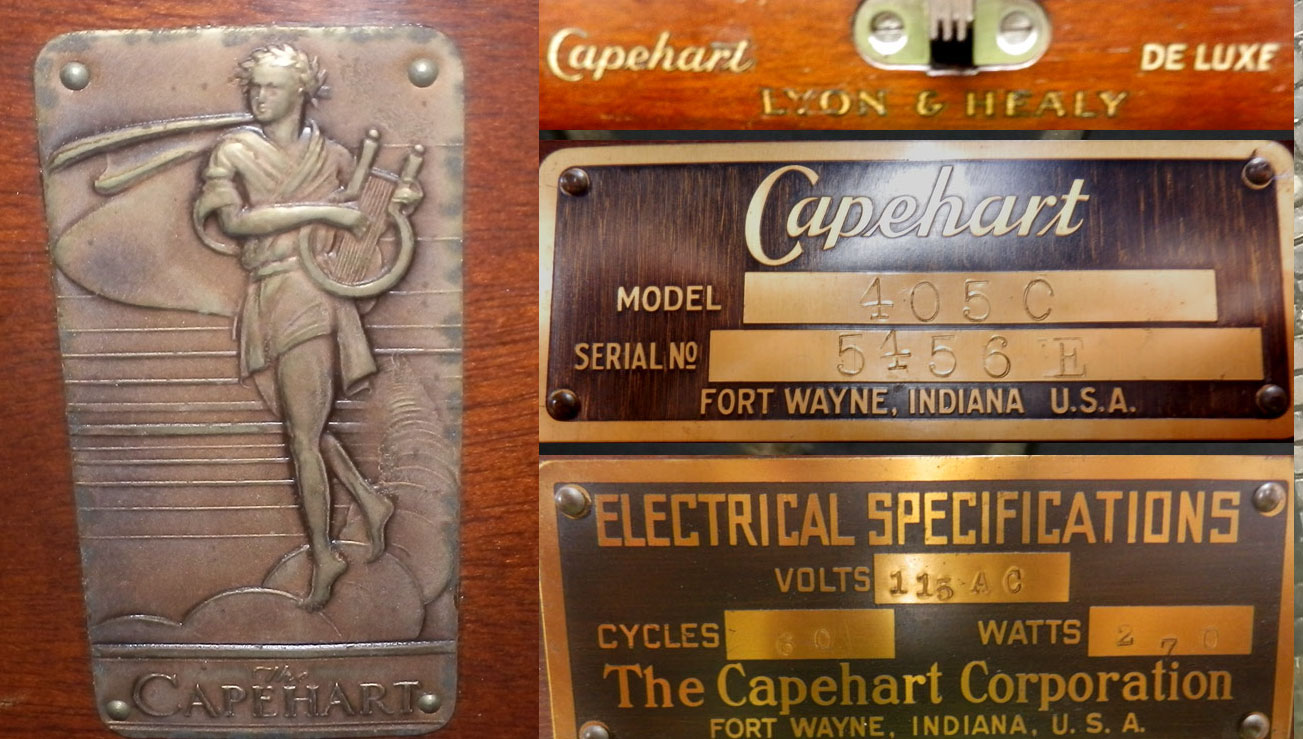 The
CAPEHART
Capehart DE LUXE
LYON & HEALY
Capehart
MODEL 405 C
SERIAL Nº 5456 E
FORT WAYNE, INDIANA U.S.A.
ELECTRICAL SPECIFICATIONS
VOLTS 115 AC
CYCLES 60 WATTS 270
The Capehart Corporation
FORT WAYNE, INDIANA, U. S. A.